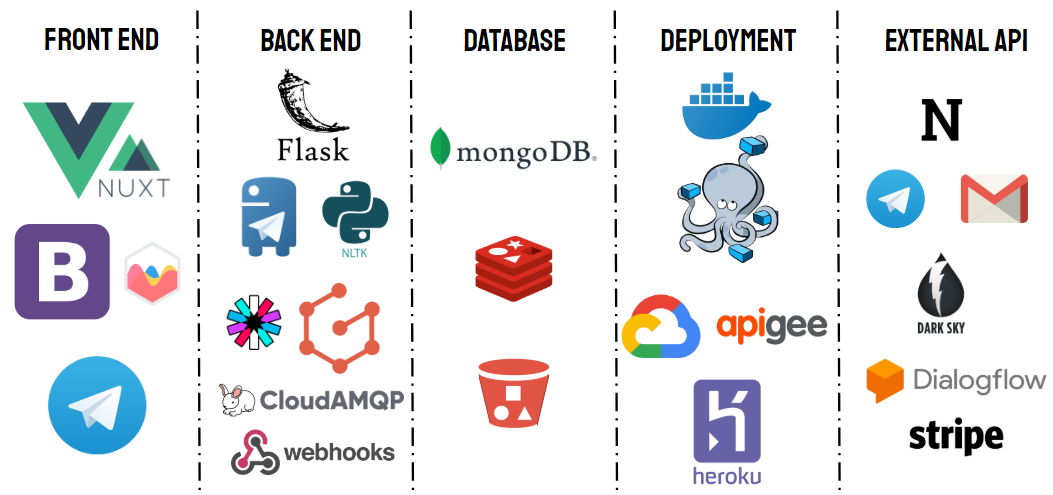 FRONT END
NUXT
B
BACK END
Flask
NLTK
CloudAMQP
webhooks
DATABASE
mongoDB®
DEPLOYMENT
apigee
heroku
EXTERNAL API
N
DARK SKY
Dialogflow
stripe